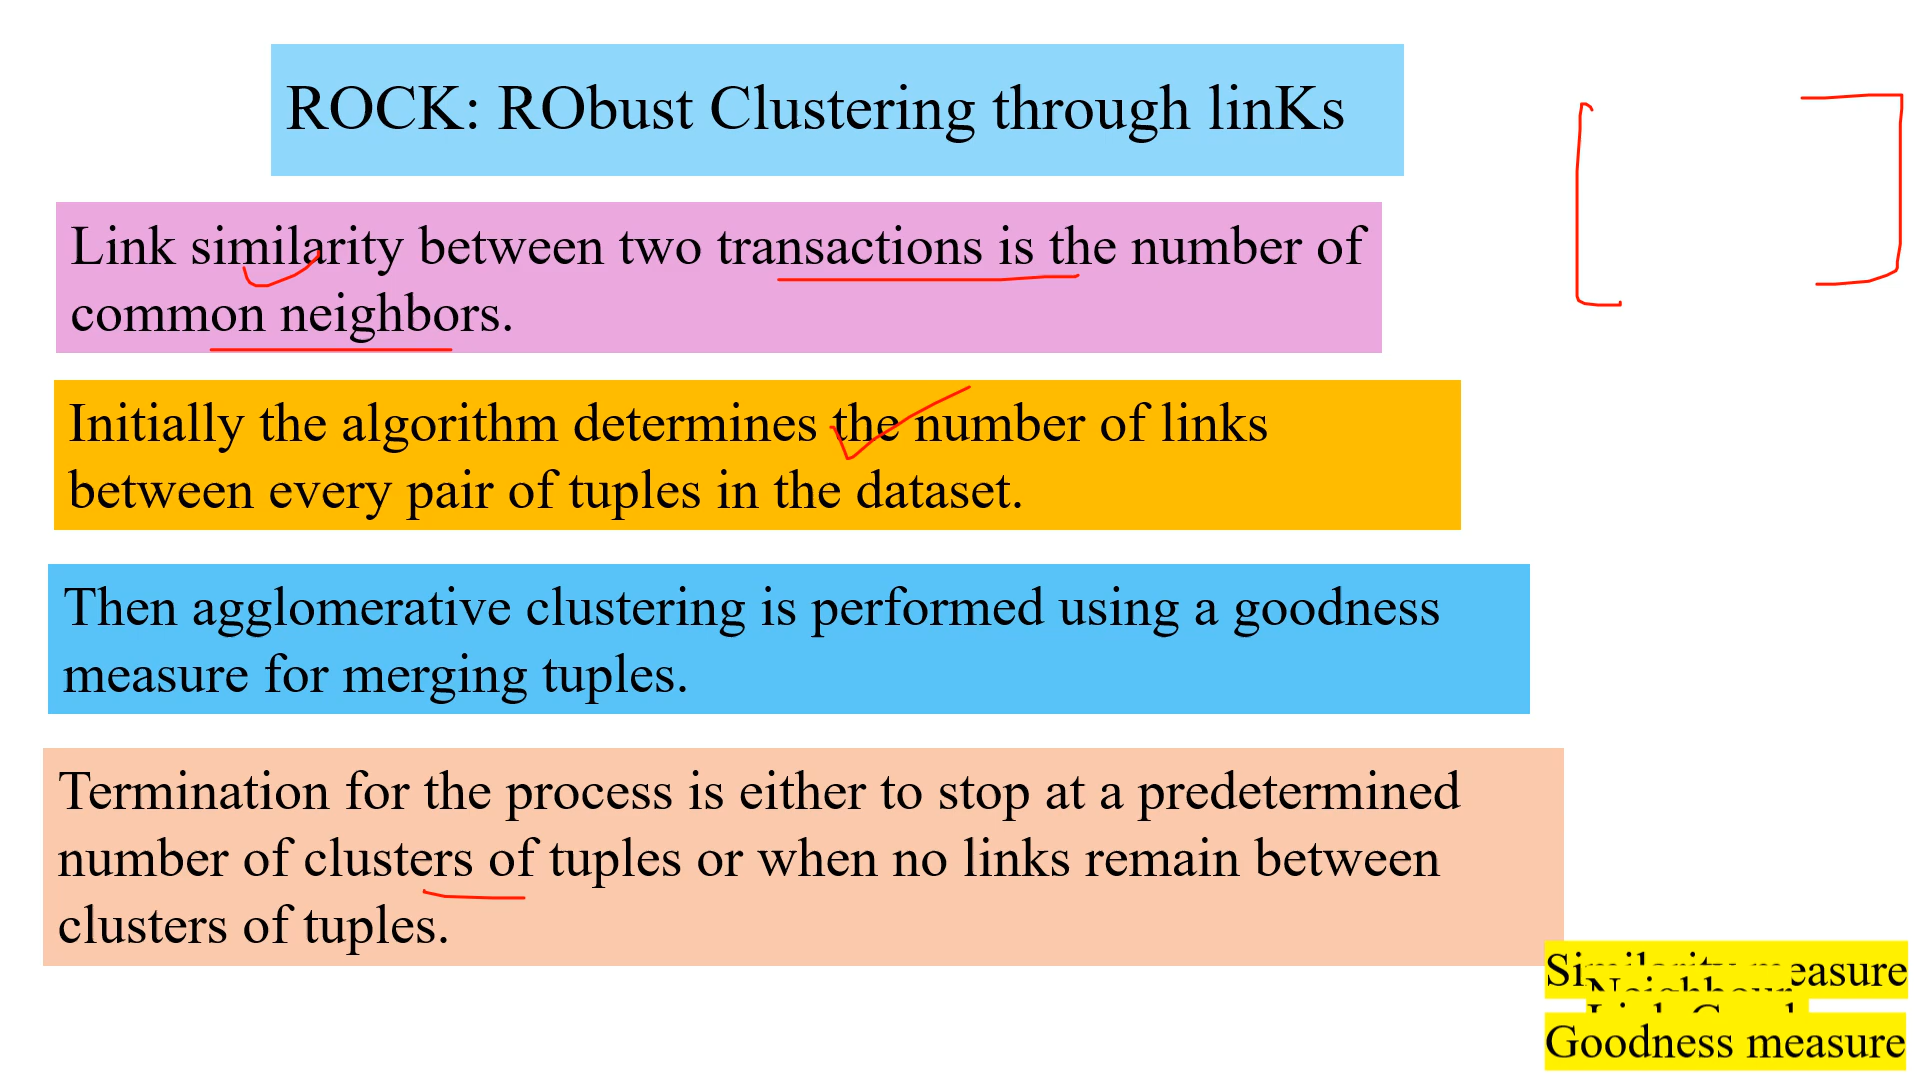 ROCK: RObust Clustering through linKs
Link similarity between two transactions is the number of
common neighbors.
Initially the algorithm determines the number of links
between every pair of tuples in the dataset.
Then agglomerative clustering is performed using a goodness
measure for merging tuples.
Termination for the process is either to stop at a predetermined
number of clusters of tuples or when no links remain between
clusters of tuples.
Similarity measure
Neighbour
Goodness measure